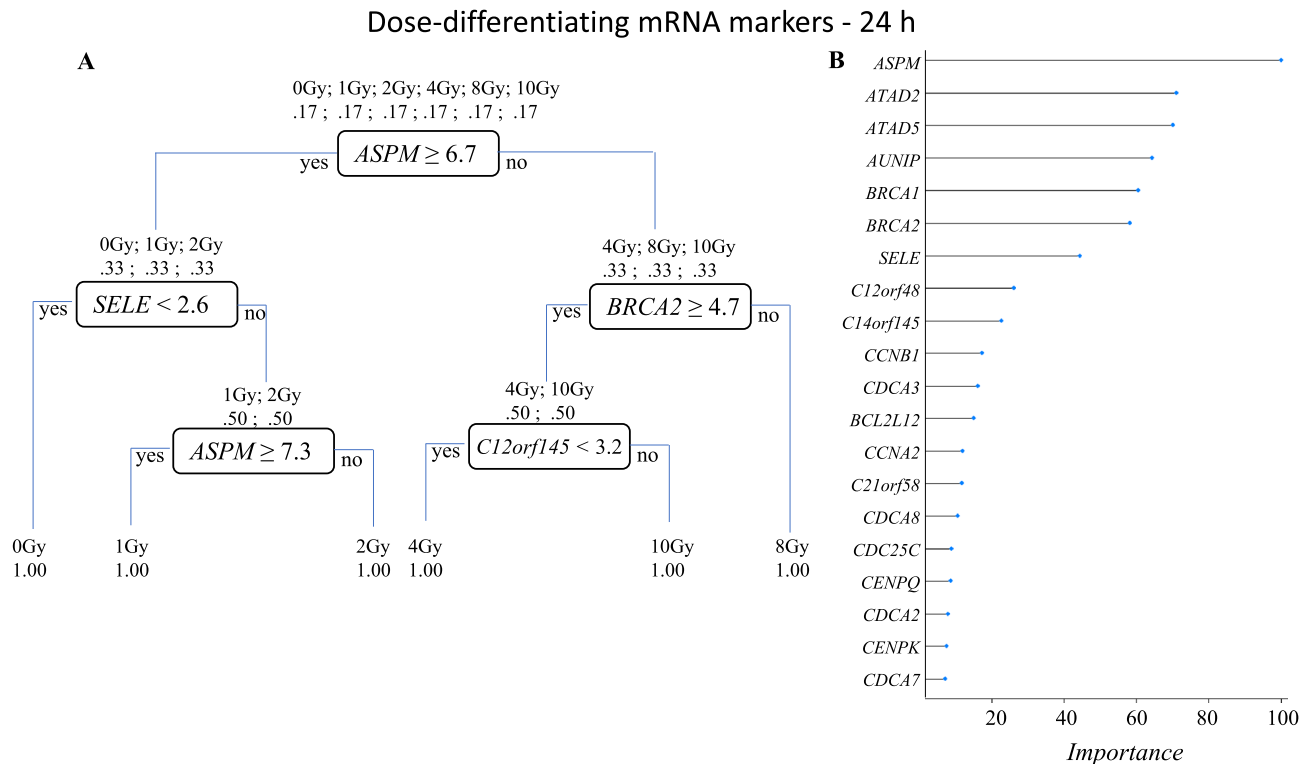 Dose-differentiating mRNA markers - 24 h
A
0Gy; 1Gy; 2Gy; 4Gy; 8Gy; 10Gy
.17 ; .17 ; .17 ; .17 ; .17 ; .17
yes
ASPM ≥ 6.7
no
0Gy; 1Gy; 2Gy
.33 ; .33 ; .33
yes
SELE < 2.6
no
4Gy; 8Gy; 10Gy
.33 ; .33 ; .33
yes
BRCA2 ≥ 4.7
no
1Gy; 2Gy
.50 ; .50
yes
ASPM ≥ 7.3
no
4Gy; 10Gy
.50 ; .50
yes
C12orf145 < 3.2
no
0Gy
1.00
1Gy
1.00
2Gy
1.00
4Gy
1.00
10Gy
1.00
8Gy
1.00
B
ASPM
ATAD2
ATAD5
AUNIP
BRCA1
BRCA2
SELE
C12orf48
C14orf145
CCNB1
CDCA3
BCL2L12
CCNA2
C21orf58
CDCA8
CDC25C
CENPQ
CDCA2
CENPK
CDCA7
20 40 60 80 100
Importance